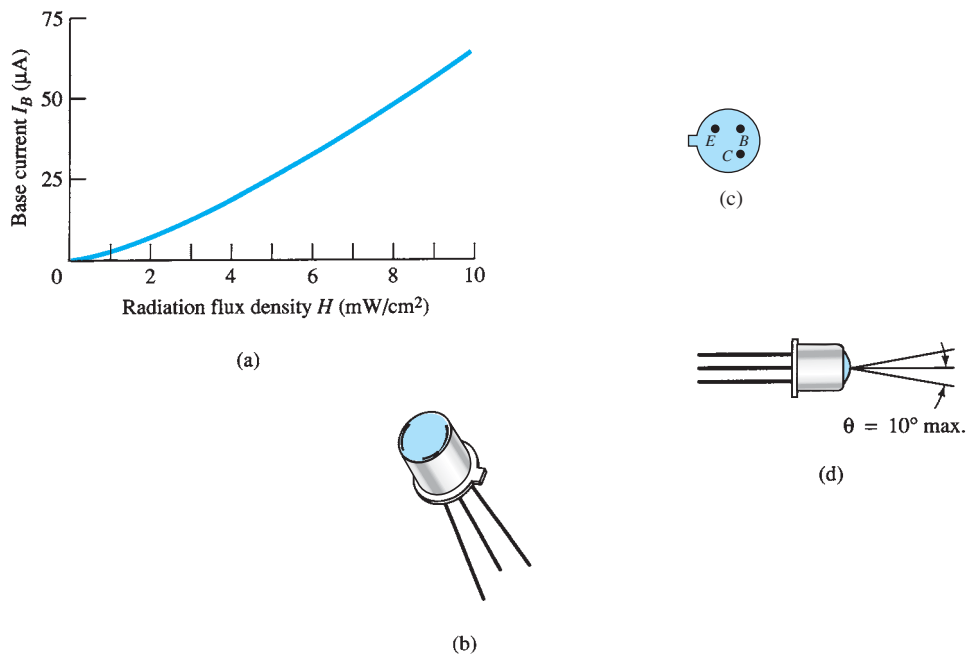 75
50
25
Base current I_B (μA)
0 2 4 6 8 10
Radiation flux density H (mW/cm²)
(a)
E B
C
(c)
θ = 10° max.
(d)
(b)